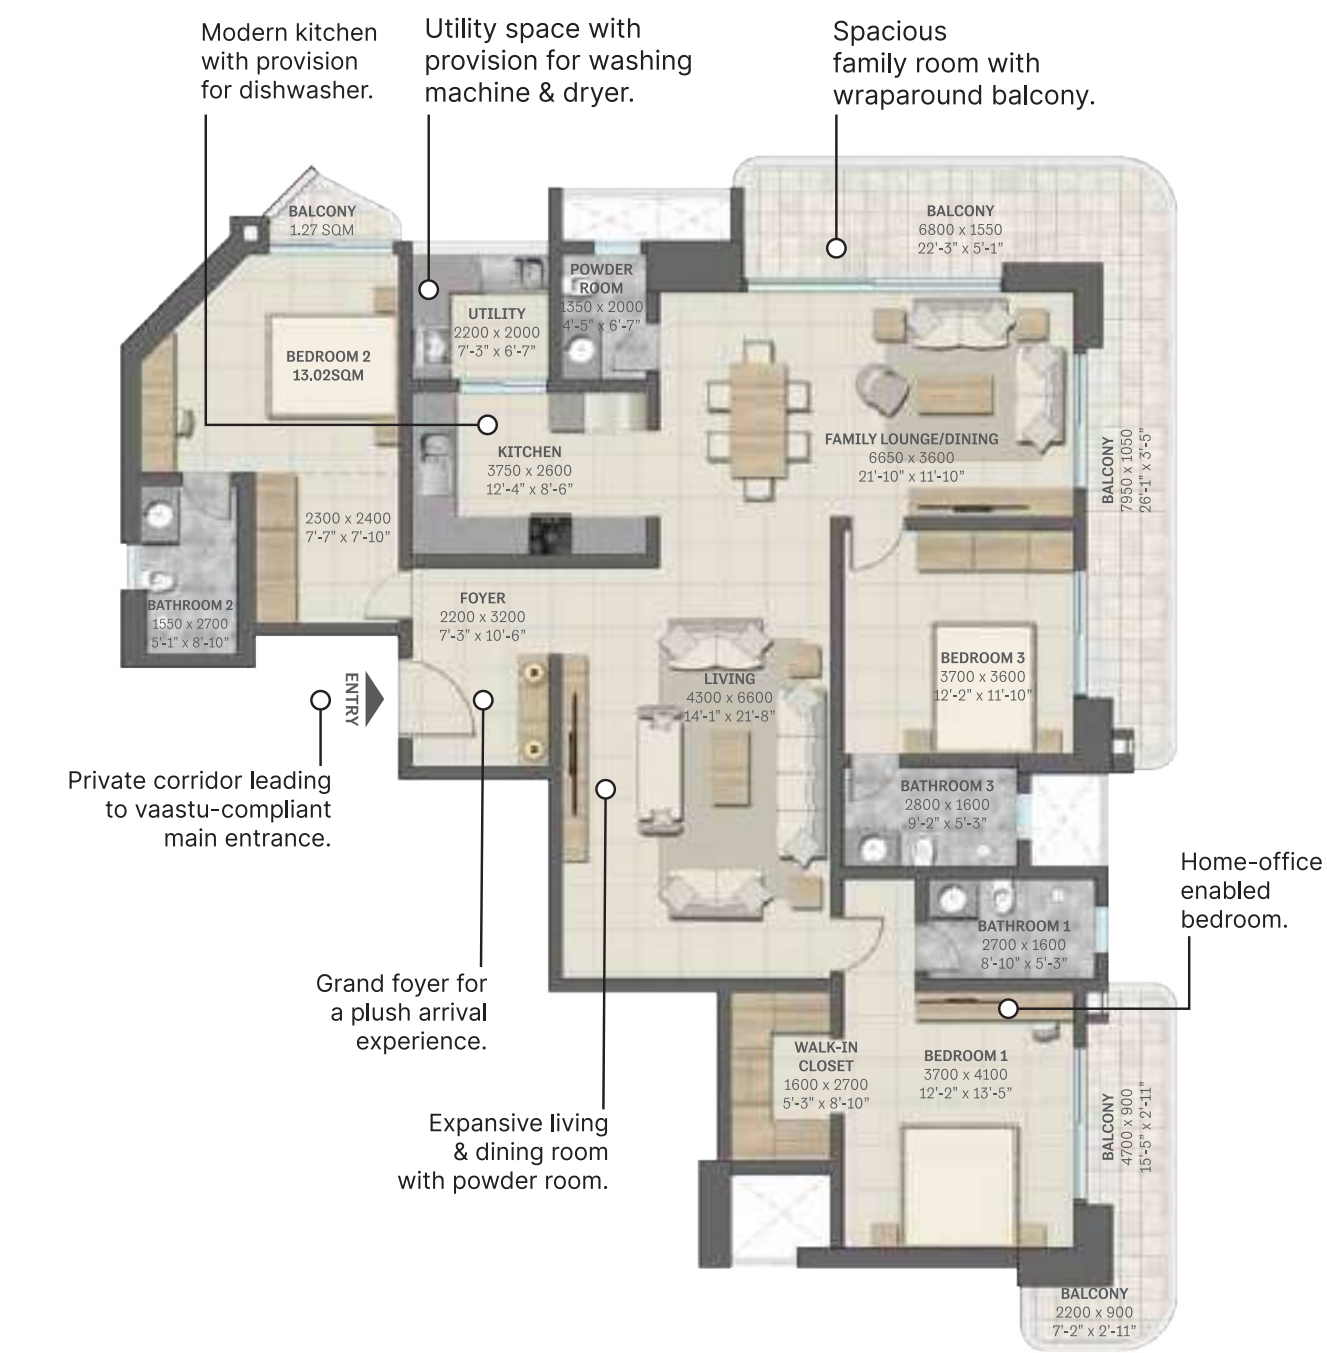 Modern kitchen
with provision
for dishwasher.
Utility space with
provision for washing
machine & dryer.
Spacious
family room with
wraparound balcony.
BALCONY
1.27 SQM
BALCONY
6800 x 1550
22'-3" x 5'-1"
POWDER
ROOM
1350 x 2000
4'-5" x 6'-7"
UTILITY
2200 x 2000
7'-3" x 6'-7"
BEDROOM 2
13.02SQM
KITCHEN
3750 x 2600
12'-4" x 8'-6"
FAMILY LOUNGE/DINING
6650 x 3600
21'-10" x 11'-10"
BALCONY
7950 x 1050
26'-1" x 3'-5"
2300 x 2400
7'-7" x 7'-10"
BATHROOM 2
1550 x 2700
5'-1" x 8'-10"
FOYER
2200 x 3200
7'-3" x 10'-6"
ENTRY
LIVING
4300 x 6600
14'-1" x 21'-8"
BEDROOM 3
3700 x 3600
12'-2" x 11'-10"
Private corridor leading
to vaastu-compliant
main entrance.
BATHROOM 3
2800 x 1600
9'-2" x 5'-3"
Home-office
enabled
bedroom.
BATHROOM 1
2700 x 1600
8'-10" x 5'-3"
Grand foyer for
a plush arrival
experience.
WALK-IN
CLOSET
1600 x 2700
5'-3" x 8'-10"
BEDROOM 1
3700 x 4100
12'-2" x 13'-5"
BALCONY
4700 x 900
15'-5" x 2'-11"
Expansive living
& dining room
with powder room.
BALCONY
2200 x 900
7'-2" x 2'-11"